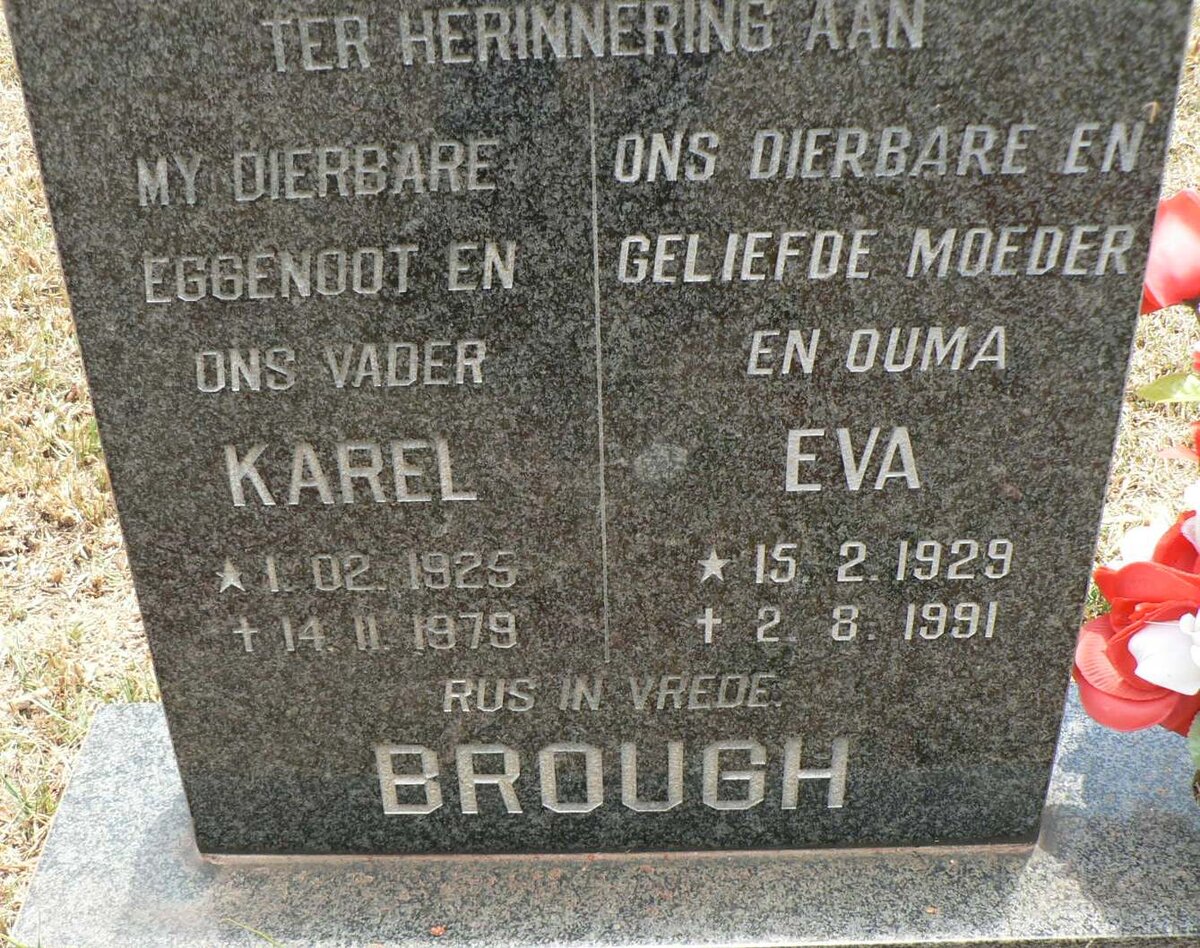 TER HERINNERING AAN
MY DIERBARE
EGGENOOT EN
ONS VADER
KAREL
★ 1. 02. 1925
† 14. 11. 1979
ONS DIERBARE EN
GELIEFDE MOEDER
EN OUMA
EVA
★ 15. 2. 1929
† 2. 8. 1991
RUS IN VREDE.
BROUGH